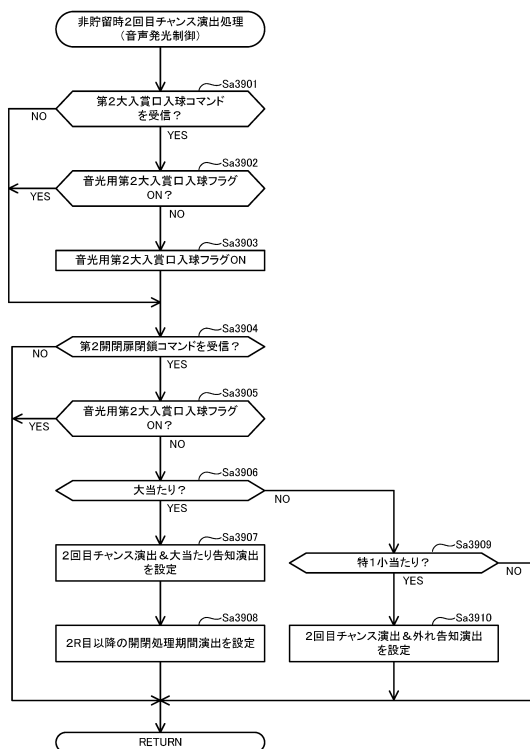 非貯留時2回目チャンス演出処理
(音声発光制御)
Sa3901
第2大入賞口入球コマンド
を受信?
NO
YES
Sa3902
音光用第2大入賞口入球フラグ
ON?
YES
NO
Sa3903
音光用第2大入賞口入球フラグON
Sa3904
第2開閉扉閉鎖コマンドを受信?
NO
YES
Sa3905
音光用第2大入賞口入球フラグ
ON?
YES
NO
Sa3906
大当たり?
NO
YES
Sa3907
2回目チャンス演出&大当たり告知演出
を設定
Sa3909
特1小当たり?
NO
YES
Sa3908
2R目以降の開閉処理期間演出を設定
Sa3910
2回目チャンス演出&外れ告知演出
を設定
RETURN